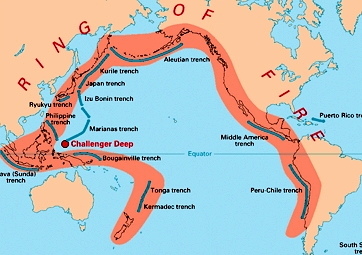 RING OF FIRE
Aleutian trench
Kurile trench
Japan trench
Izu Bonin trench
Ryukyu trench
Philippine
trench
Marianas trench
Challenger Deep
Bougainville trench
ava (Sunda)
trench
Equator
Middle America
trench
Puerto Rico tr
Peru-Chile trench
Tonga trench
Kermadec trench
South S
tr